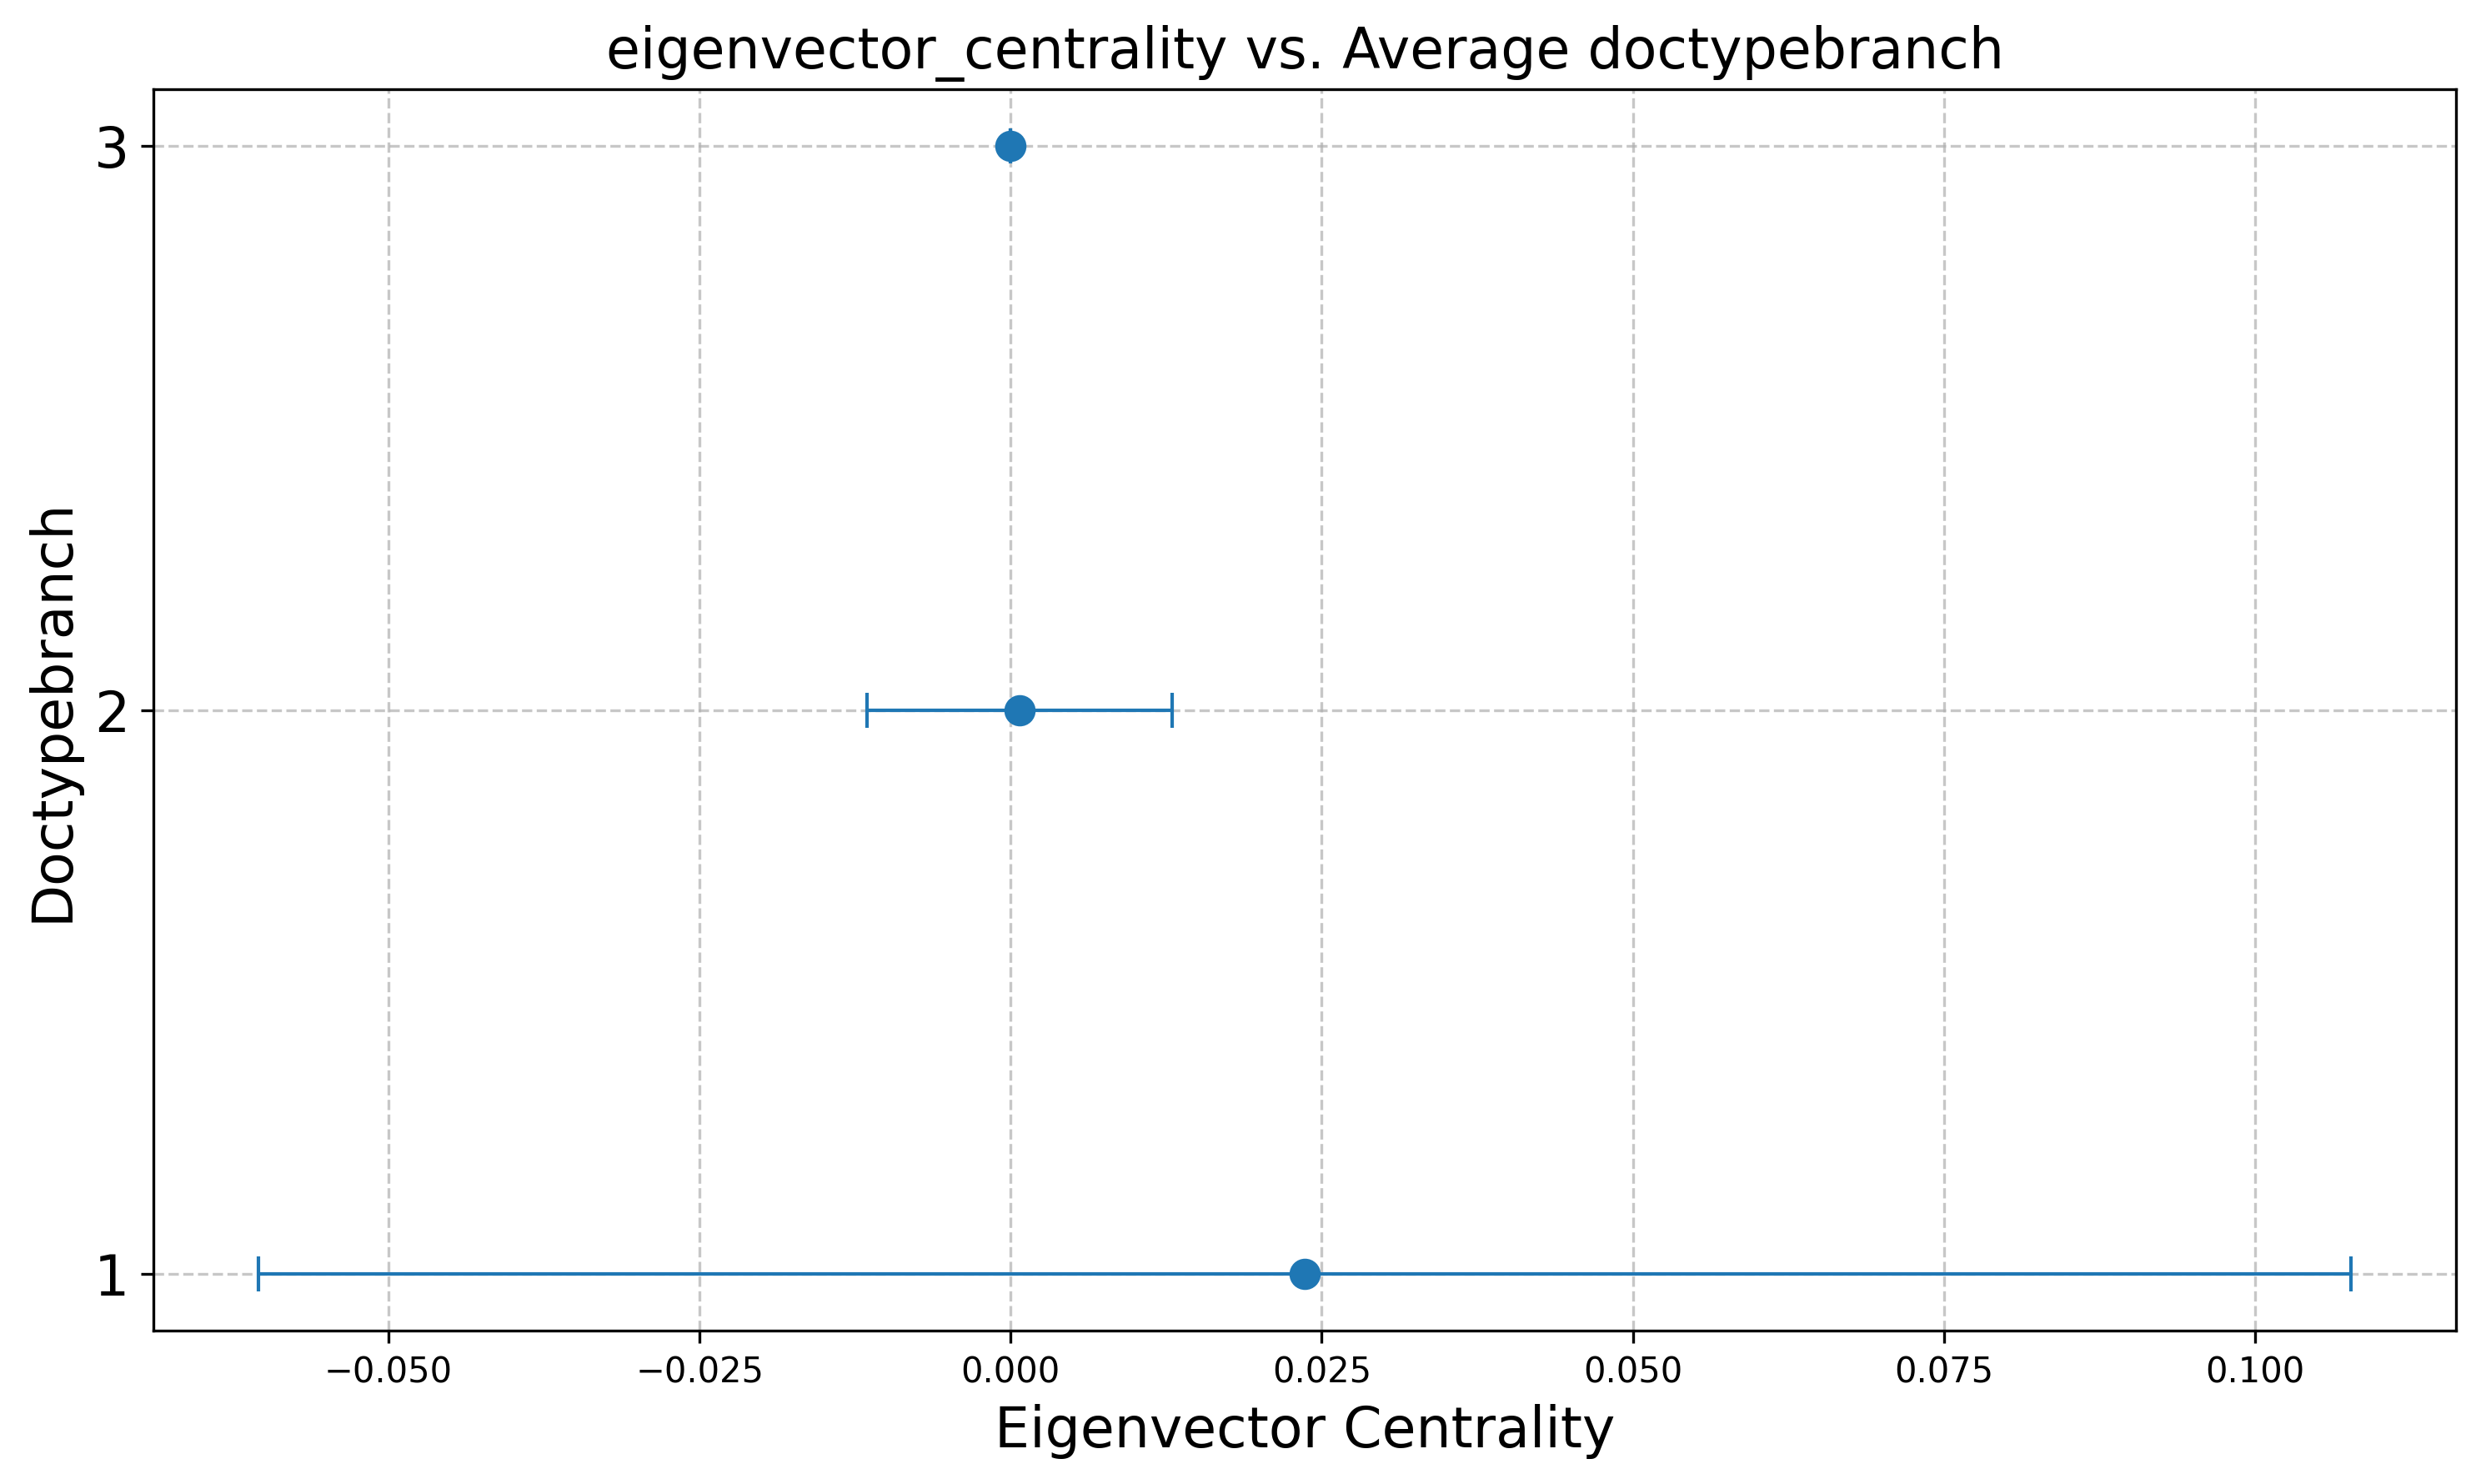 eigenvector_centrality vs. Average doctypebranch
3
2
1
Doctypebranch
−0.050 −0.025 0.000 0.025 0.050 0.075 0.100
Eigenvector Centrality